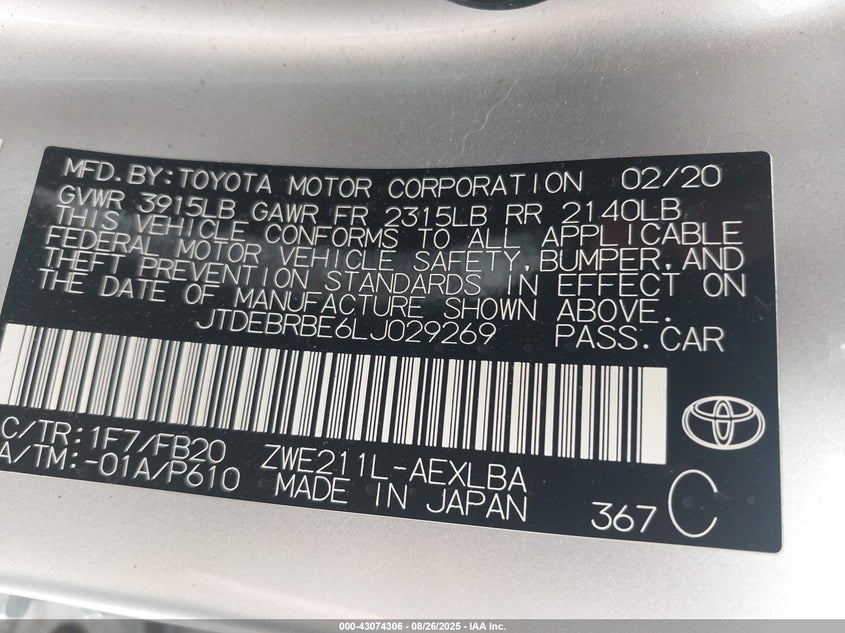 MFD.BY:TOYOTA MOTOR CORPORATION 02/20
GVWR 3915LB GAWR FR 2315LB RR 2140LB
THIS VEHICLE CONFORMS TO ALL APPLICABLE
FEDERAL MOTOR VEHICLE SAFETY,BUMPER,AND
THEFT PREVENTION STANDARDS IN EFFECT ON
THE DATE OF MANUFACTURE SHOWN ABOVE.
JTDEBRBE6LJ029269 PASS.CAR
C/TR:1F7/FB20 ZWE211L-AEXLBA
A/TM:-01A/P610 MADE IN JAPAN
367 C
000-43074306 - 08/26/2025 - IAA Inc.